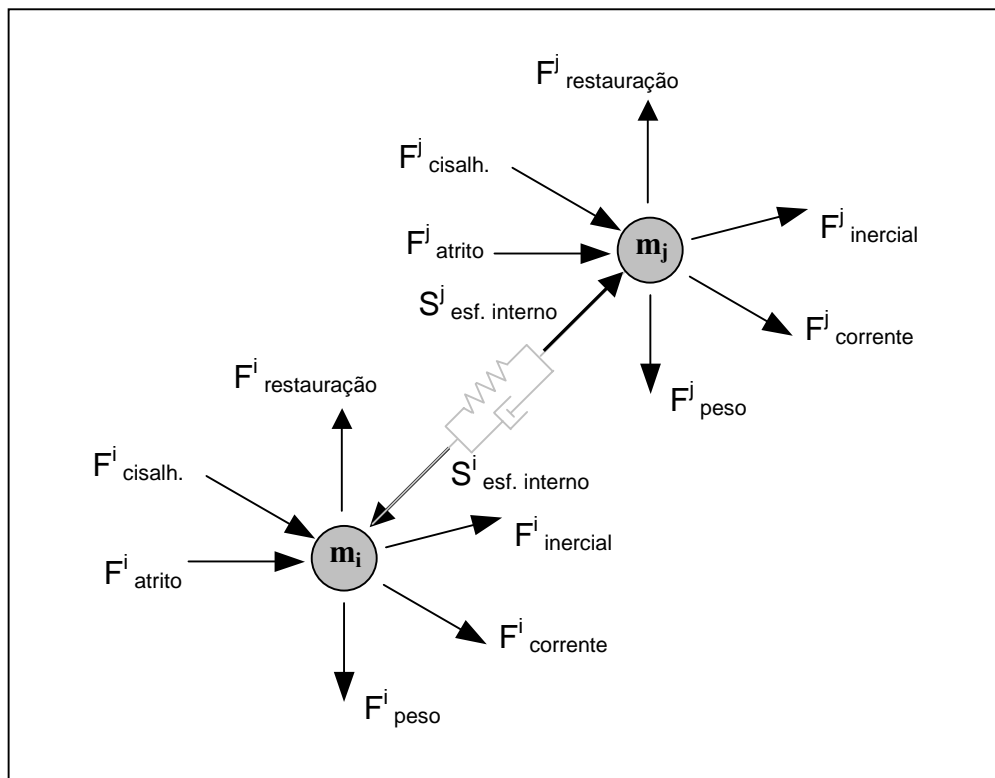 F^j restauração
F^j cisalh.
F^j atrito
m_j
F^j inercial
S^j esf. interno
F^j corrente
F^j peso
F^i restauração
F^i cisalh.
S^i esf. interno
F^i inercial
m_i
F^i atrito
F^i corrente
F^i peso